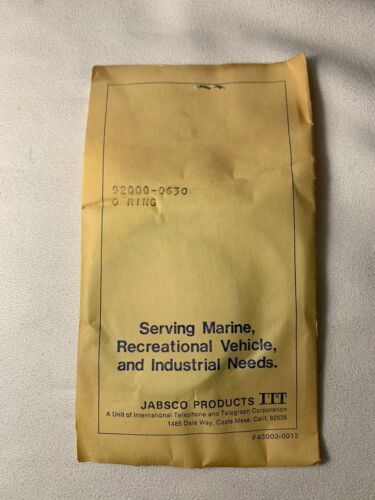 92000-0630
O RING
Serving Marine,
Recreational Vehicle,
and Industrial Needs.
JABSCO PRODUCTS ITT
A Unit of International Telephone and Telegraph Corporation
1485 Dale Way, Costa Mesa, Calif. 92626
F43002-0012